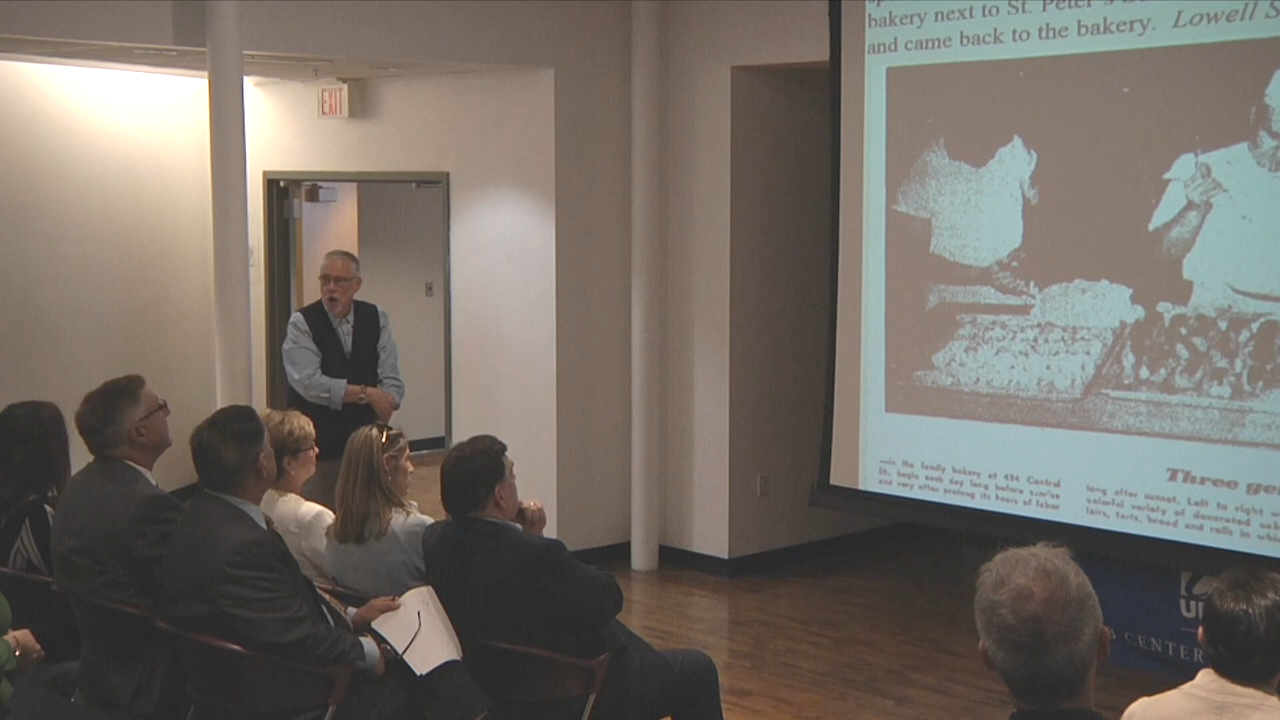 EXIT
bakery next to St. Peter's
and came back to the bakery. Lowell S
—in the family bakery at 434 Central
St., begin each day long before sunrise
and very often prolong its hours of labor
Three ge
long after sunset. Left to right
colorful variety of decorated
tairs, tarts, bread and rolls in
CENTER